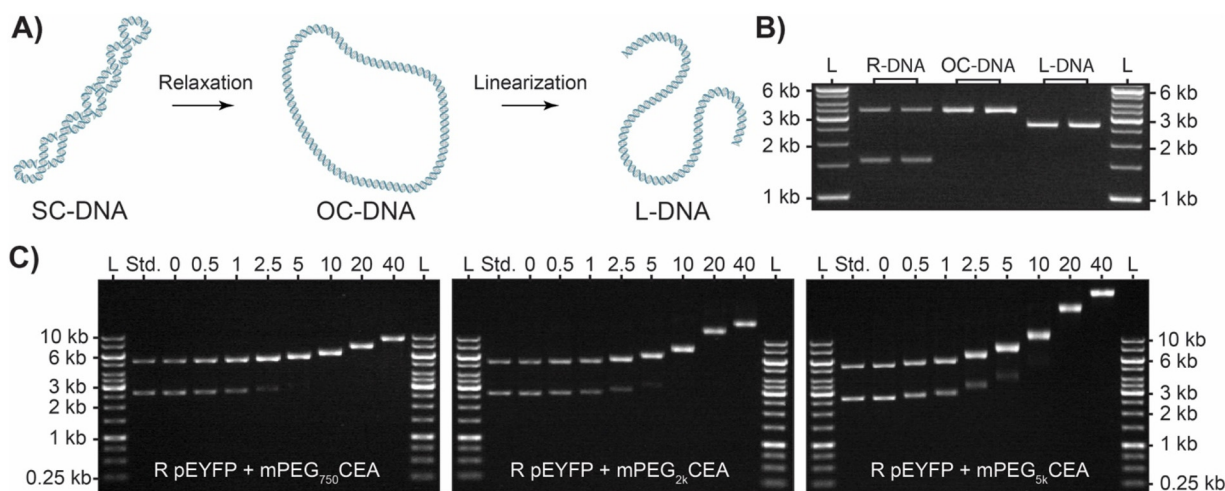 A)
Relaxation
Linearization
SC-DNA
OC-DNA
L-DNA
B)
L R-DNA OC-DNA L-DNA L
6 kb 6 kb
3 kb 3 kb
2 kb 2 kb
1 kb 1 kb
C)
L Std. 0 0.5 1 2.5 5 10 20 40 L
L Std. 0 0.5 1 2.5 5 10 20 40 L
L Std. 0 0.5 1 2.5 5 10 20 40 L
10 kb 10 kb
6 kb 6 kb
3 kb 3 kb
2 kb 2 kb
1 kb 1 kb
0.25 kb 0.25 kb
R pEYFP + mPEG₇₅₀CEA
R pEYFP + mPEG₂ₖCEA
R pEYFP + mPEG₅ₖCEA